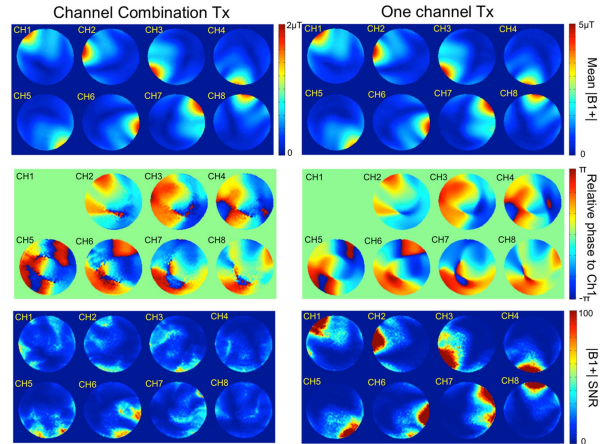 Channel Combination Tx
One channel Tx
CH1 CH2 CH3 CH4
2μT
CH1 CH2 CH3 CH4
5μT
CH5 CH6 CH7 CH8
0
CH5 CH6 CH7 CH8
0
Mean |B1+|
CH1 CH2 CH3 CH4
CH1 CH2 CH3 CH4
π
CH5 CH6 CH7 CH8
CH5 CH6 CH7 CH8
-π
Relative phase to Ch1
CH1 CH2 CH3 CH4
CH1 CH2 CH3 CH4
100
CH5 CH6 CH7 CH8
CH5 CH6 CH7 CH8
0
|B1+| SNR